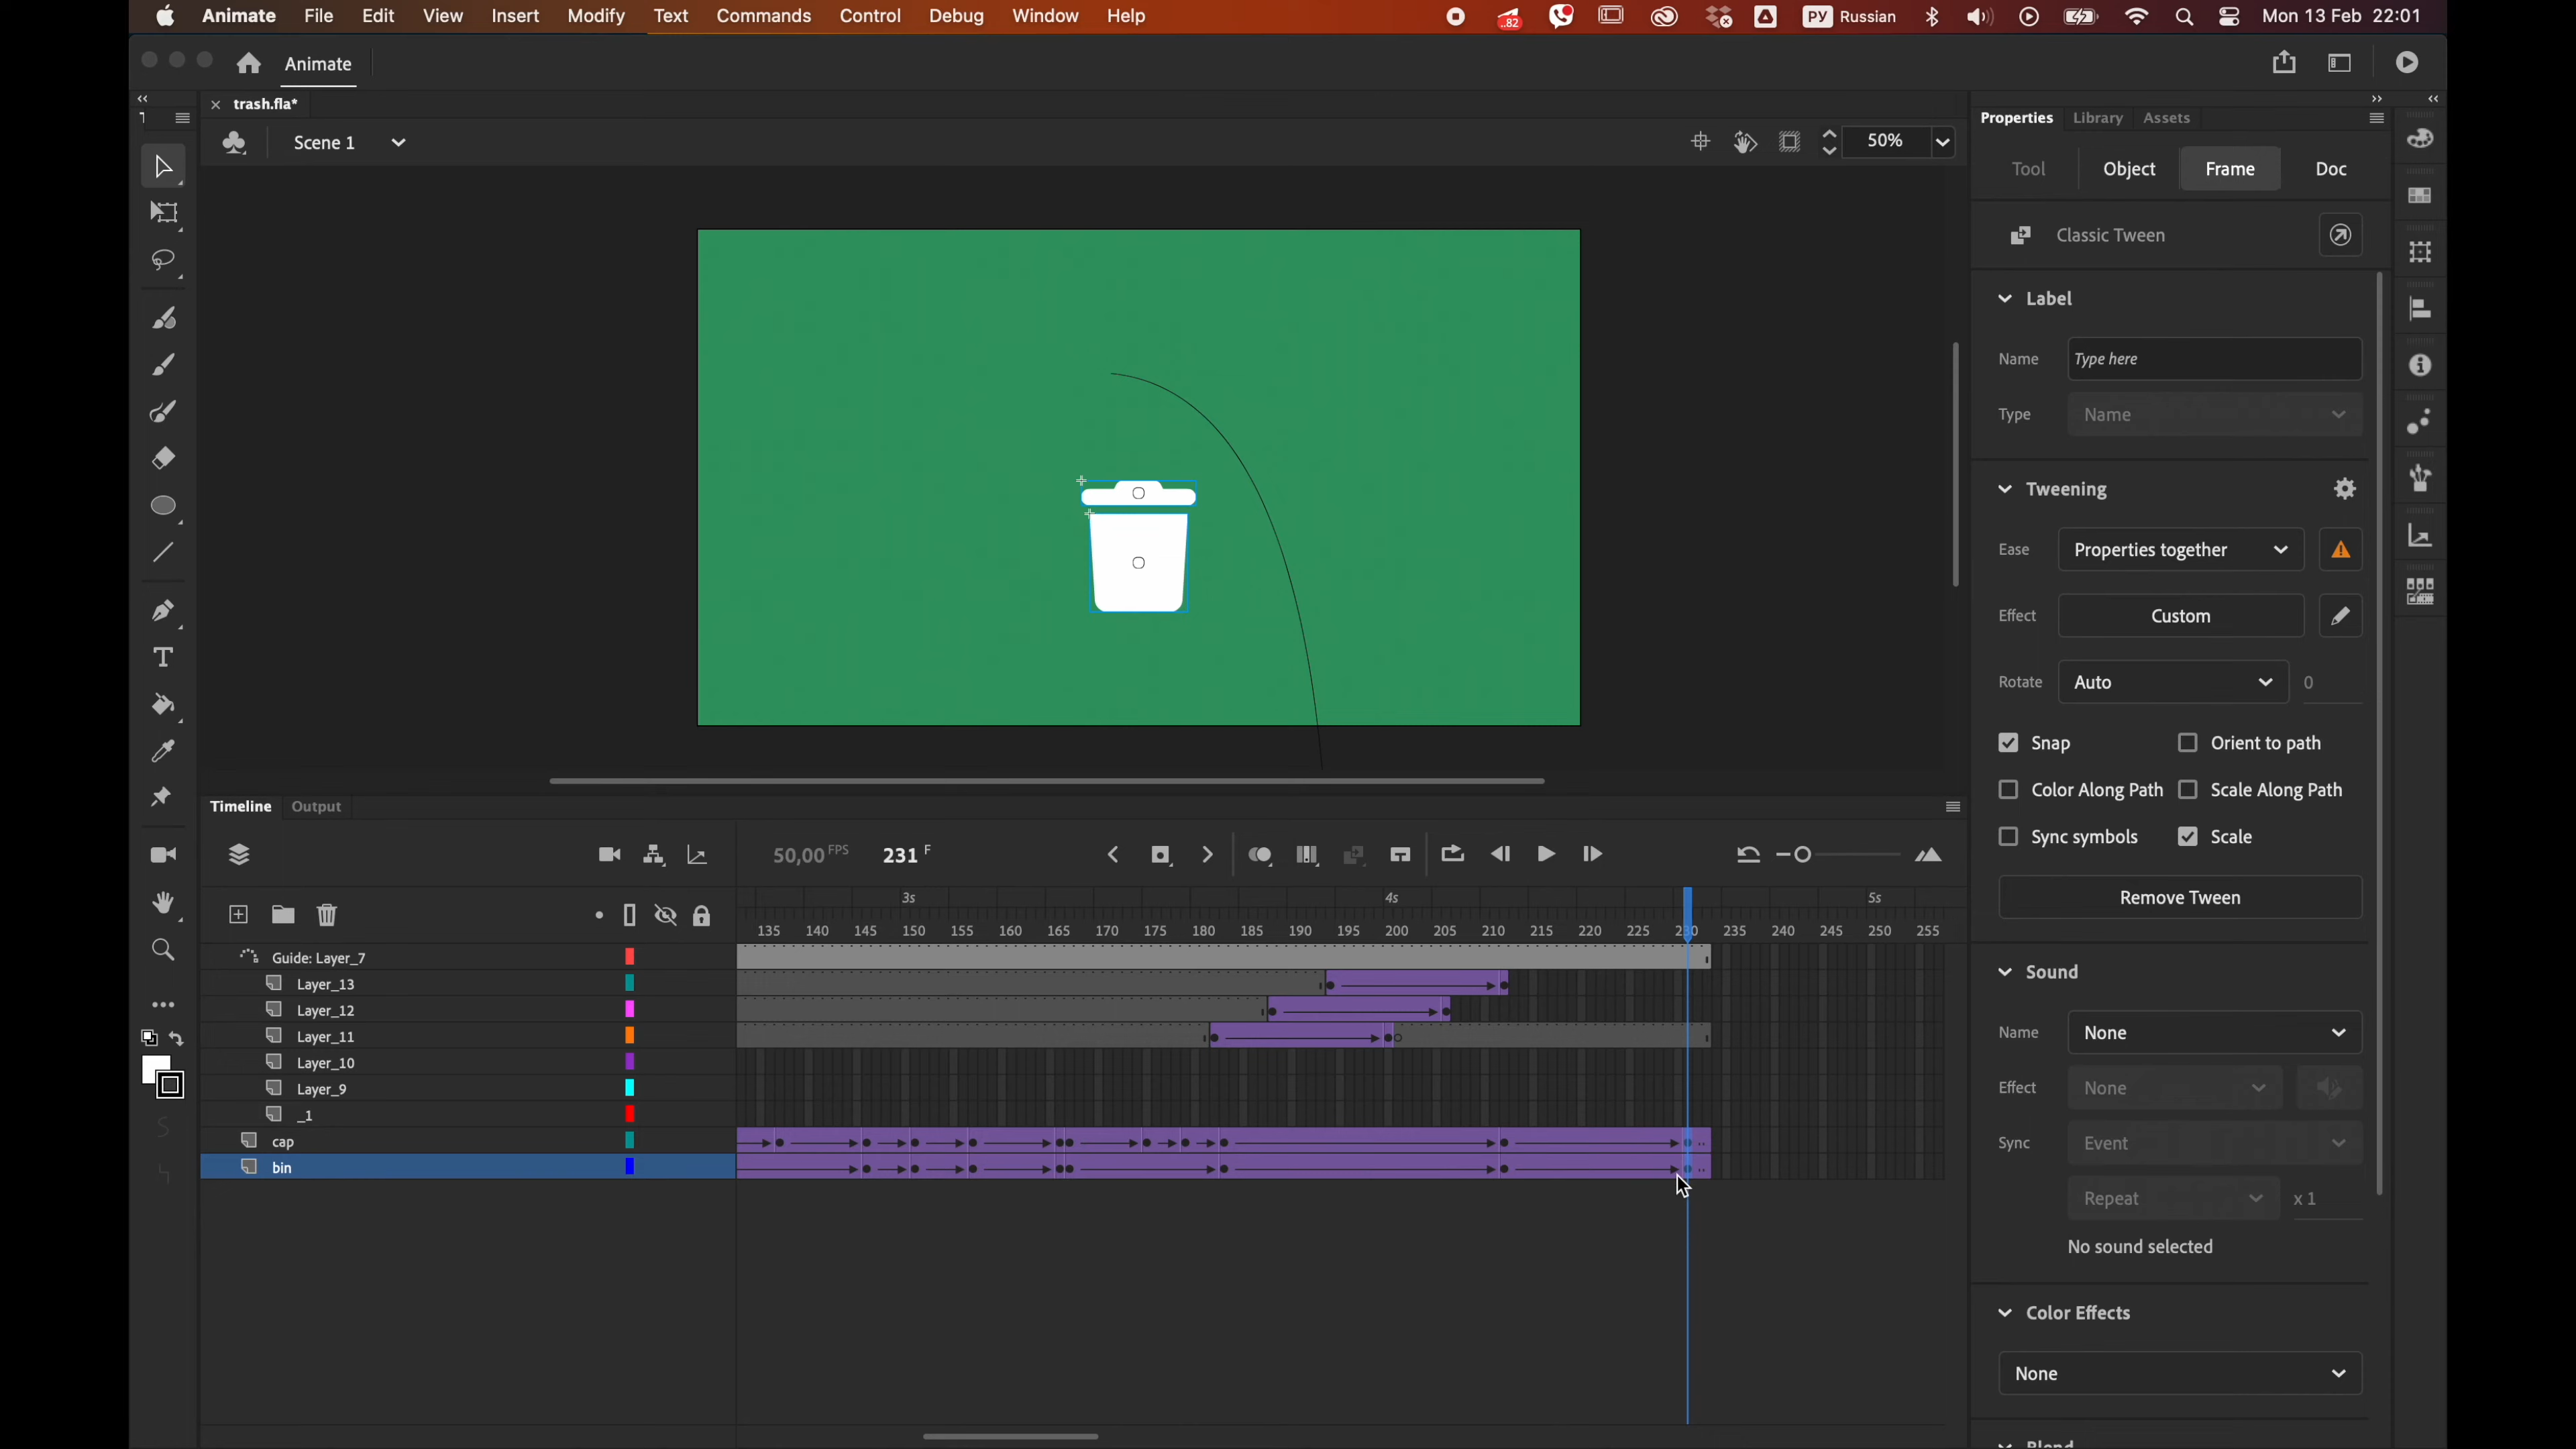 Animate File Edit View Insert Modify Text Commands Control Debug Window Help ..82 РУ Russian Mon 13 Feb 22:01
Animate
trash.fla*
Scene 1 50%
Properties Library Assets
Tool Object Frame Doc
Classic Tween
Label
Name Type here
Type Name
Tweening
Ease Properties together
Effect Custom
Rotate Auto 0
Snap Orient to path
Color Along Path Scale Along Path
Sync symbols Scale
Remove Tween
Sound
Name None
Effect None
Sync Event
Repeat x 1
No sound selected
Color Effects
None
Timeline Output
50,00 FPS 231 F
3s 4s 5s
135 140 145 150 155 160 165 170 175 180 185 190 195 200 205 210 215 220 225 230 235 240 245 250 255
Guide: Layer_7
Layer_13
Layer_12
Layer_11
Layer_10
Layer_9
_1
cap
bin